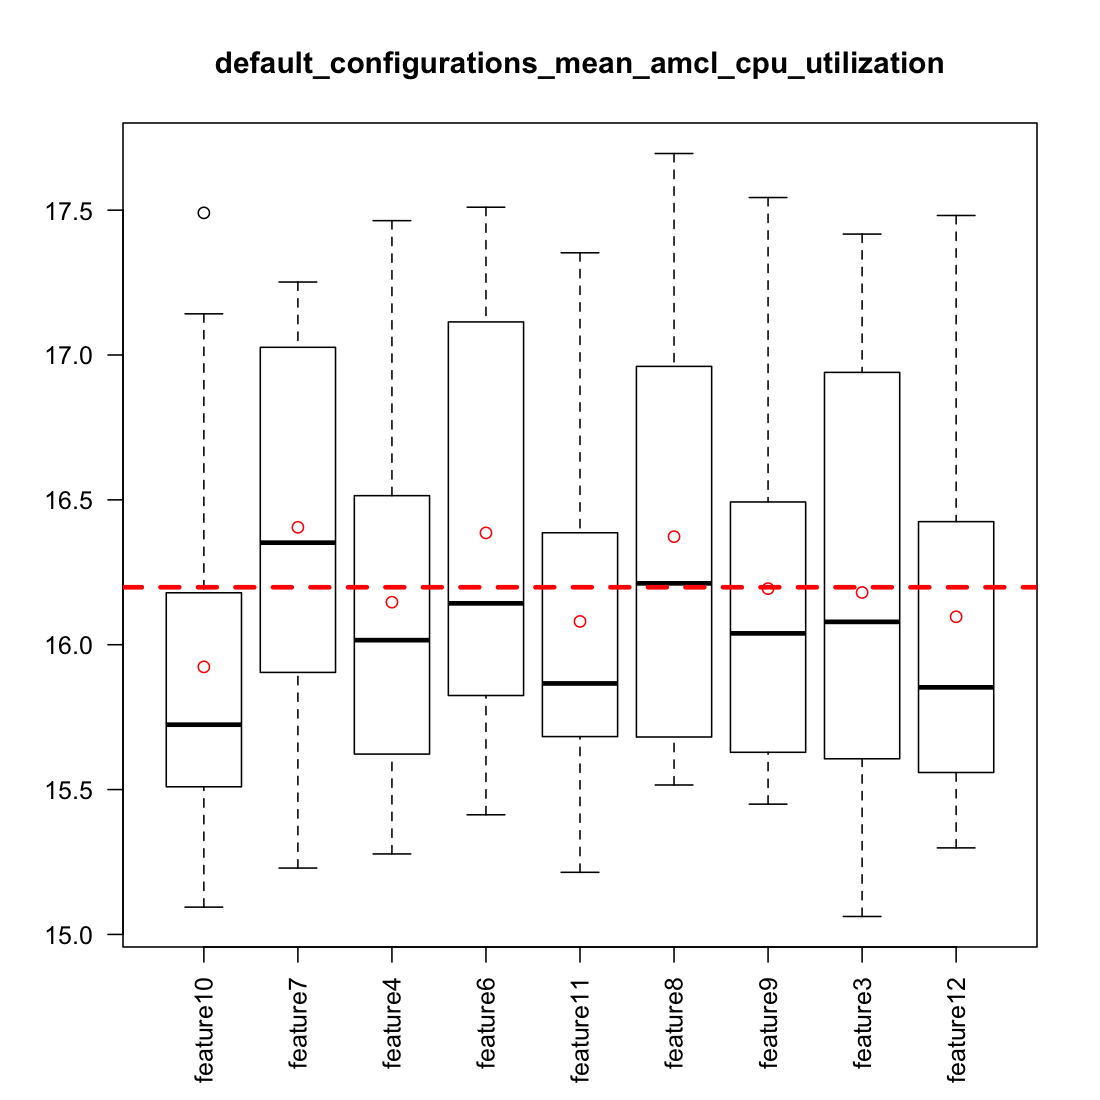 default_configurations_mean_amcl_cpu_utilization
17.5
17.0
16.5
16.0
15.5
15.0
feature10
feature7
feature4
feature6
feature11
feature8
feature9
feature3
feature12